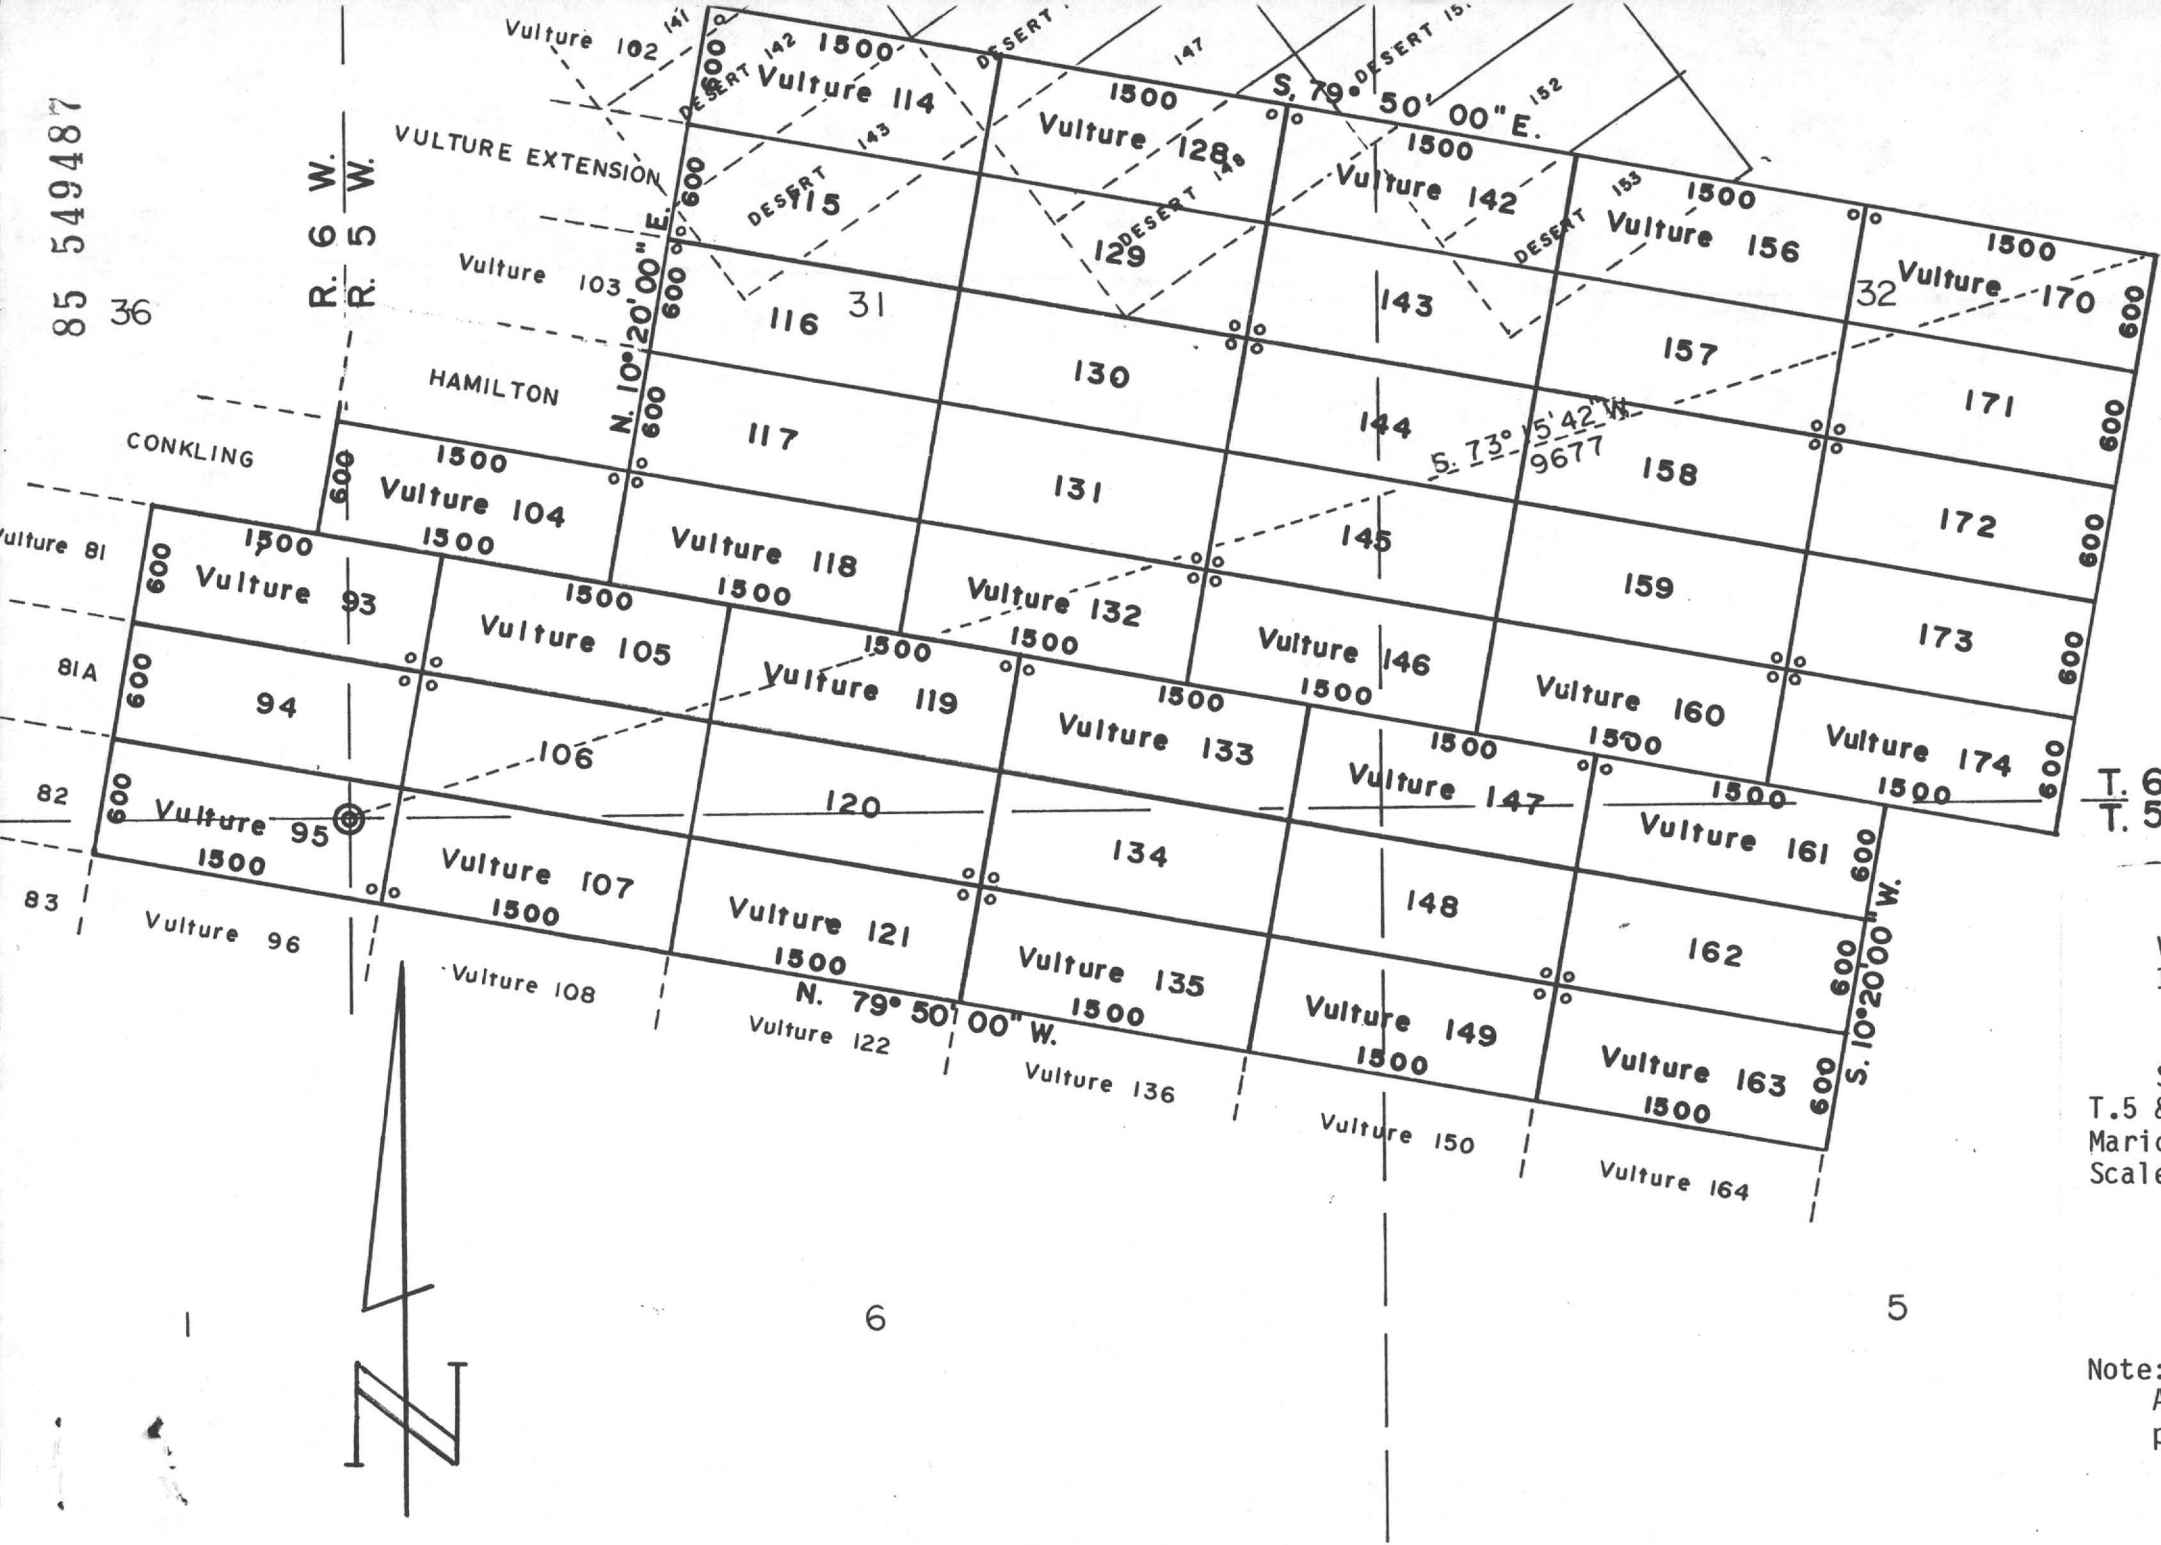 85 549487
36
R. 6 W.
R. 5 W.
Vulture 102
141
DESERT 142
1500
600
Vulture 114
DESERT
147
1500
S. 79° 50' 00" E.
DESERT
152
VULTURE EXTENSION
143
DESERT
115
600
Vulture 128
148
DESERT
129
1500
Vulture 142
153
DESERT
1500
Vulture 156
1500
Vulture 170
600
32
Vulture 103
N. 10° 20' 00" E.
600
116
31
143
157
HAMILTON
600
130
144
171
600
CONKLING
117
S. 73° 15' 42" W
9677
158
1500
600
Vulture 104
1500
131
145
172
600
Vulture 81
1500
600
Vulture 93
Vulture 118
1500
159
1500
Vulture 105
Vulture 132
1500
Vulture 146
1500
173
600
81A
600
94
1500
Vulture 119
1500
Vulture 133
Vulture 160
1500
Vulture 174
1500
600
106
1500
Vulture 147
1500
T. 6
T. 5
82
600
Vulture 95
1500
120
Vulture 161
600
83
Vulture 107
1500
134
148
162
600
S. 10° 20' 00" W.
Vulture 96
Vulture 121
1500
Vulture 135
1500
Vulture 149
1500
Vulture 163
1500
600
Vulture 108
N. 79° 50' 00" W.
Vulture 122
Vulture 136
Vulture 150
Vulture 164
T.5 &
Maric
Scale
1
6
5
N
Note:
A